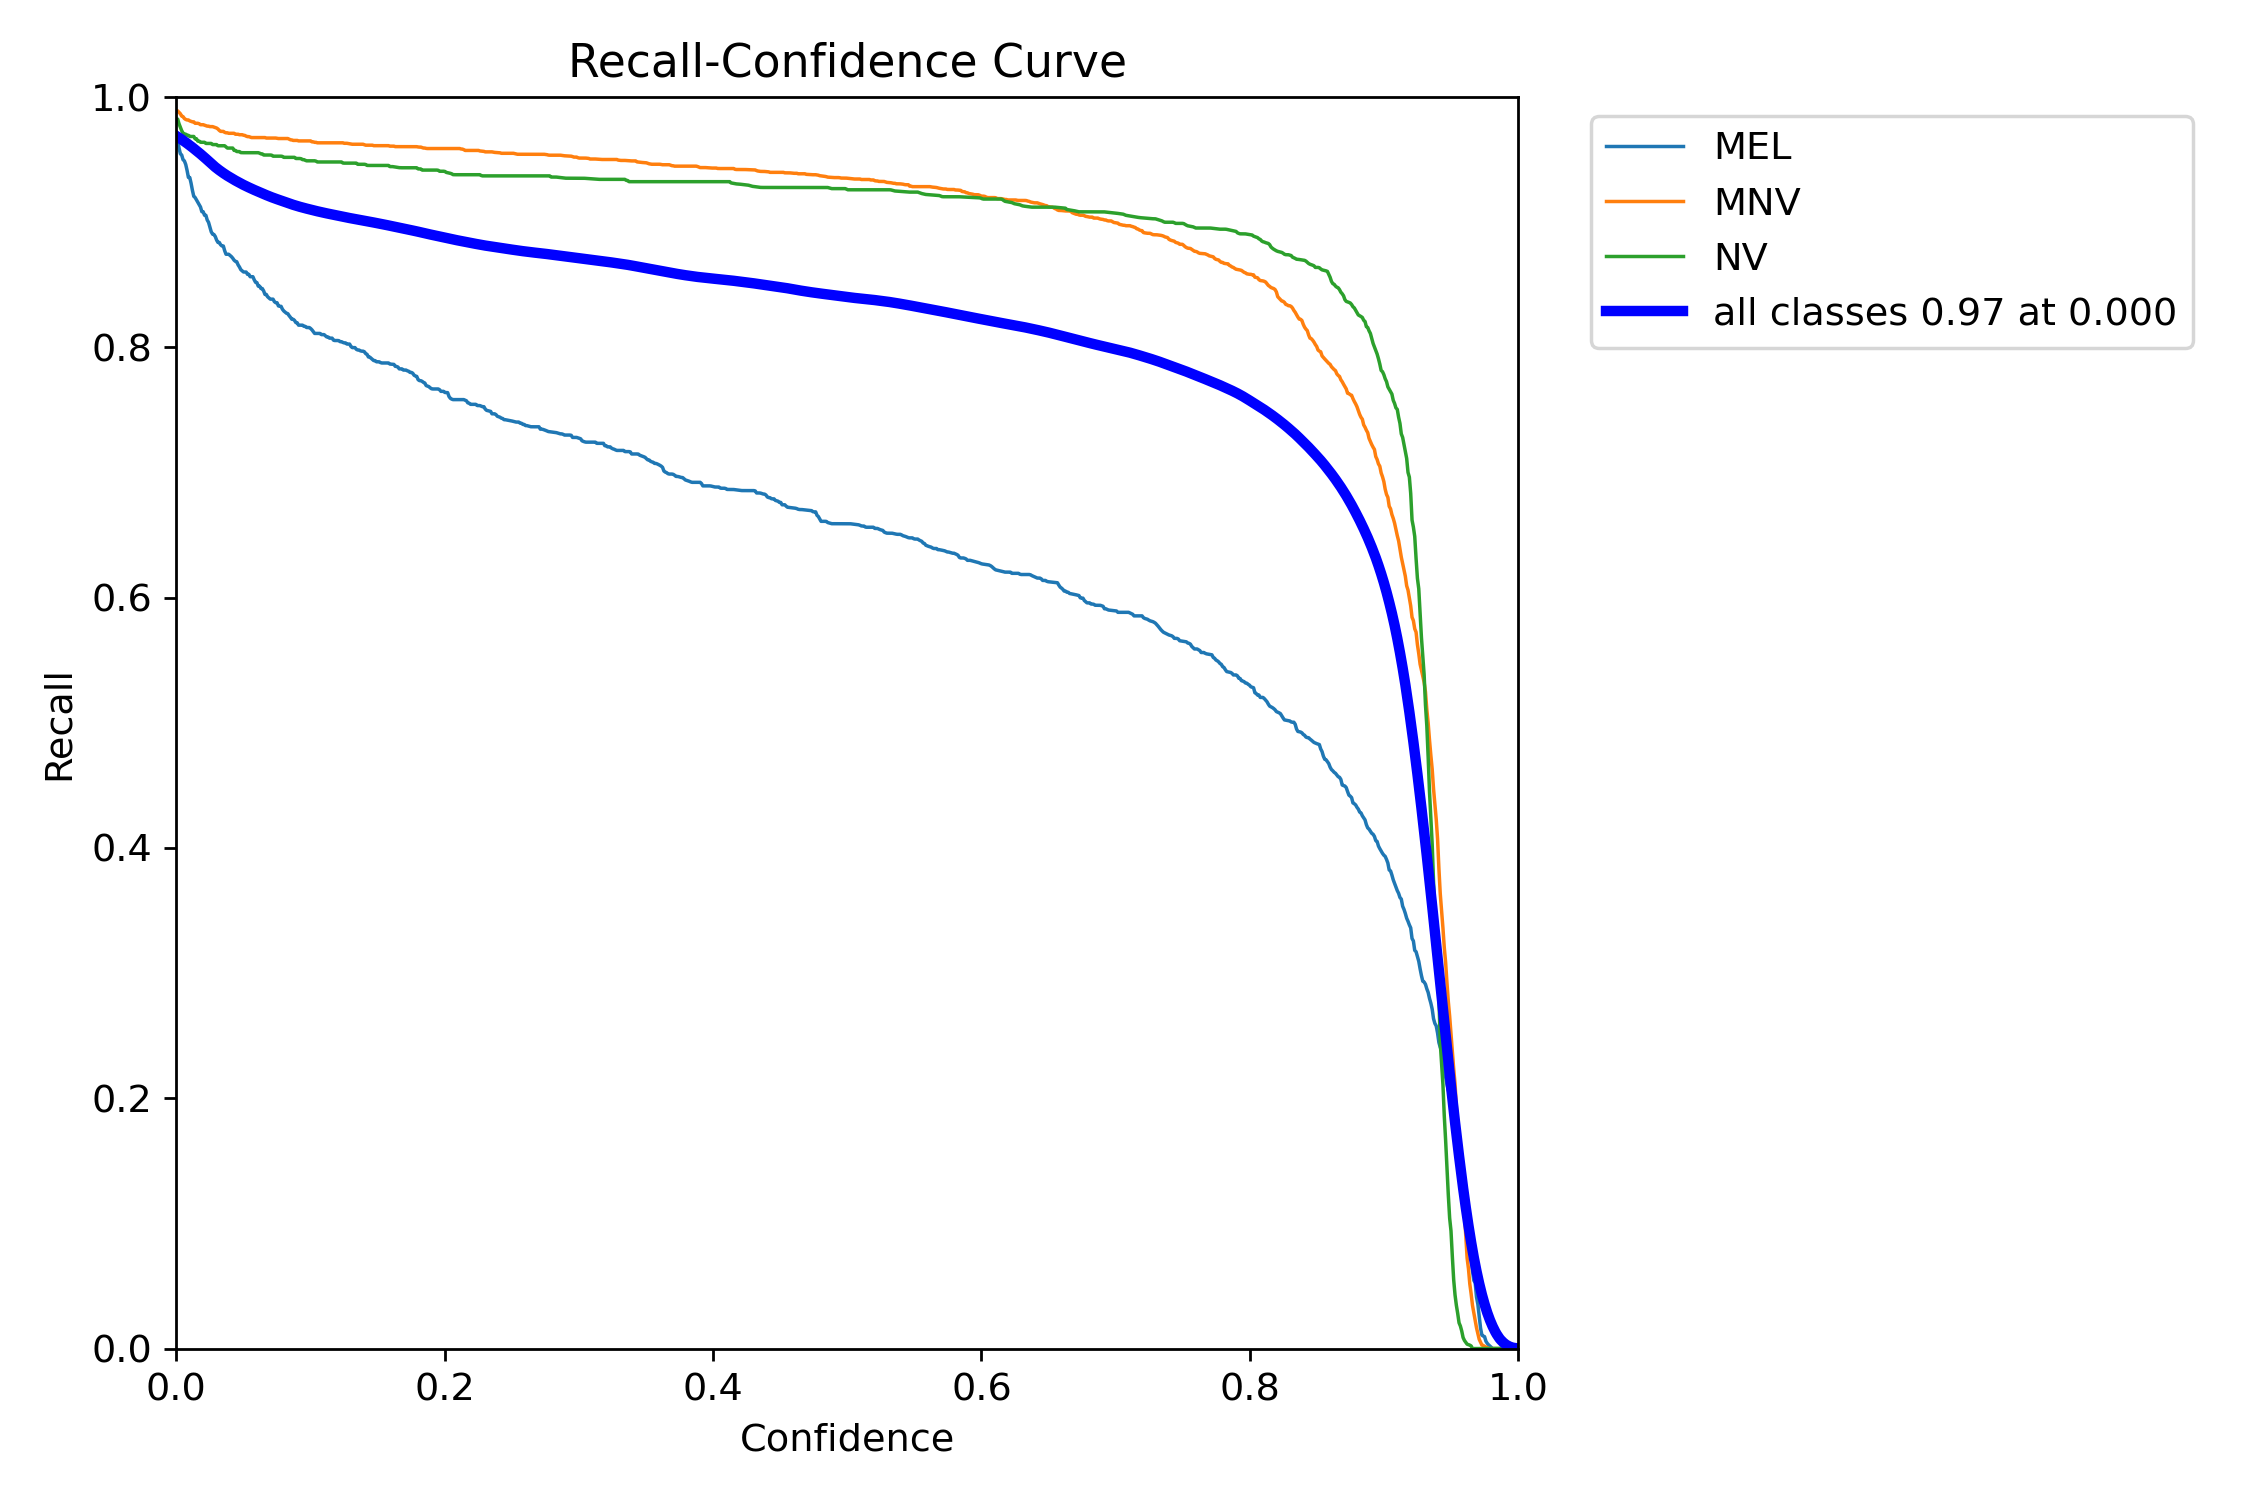 Recall-Confidence Curve
1.0
0.8
0.6
0.4
0.2
0.0
Recall
0.0 0.2 0.4 0.6 0.8 1.0
Confidence
MEL
MNV
NV
all classes 0.97 at 0.000